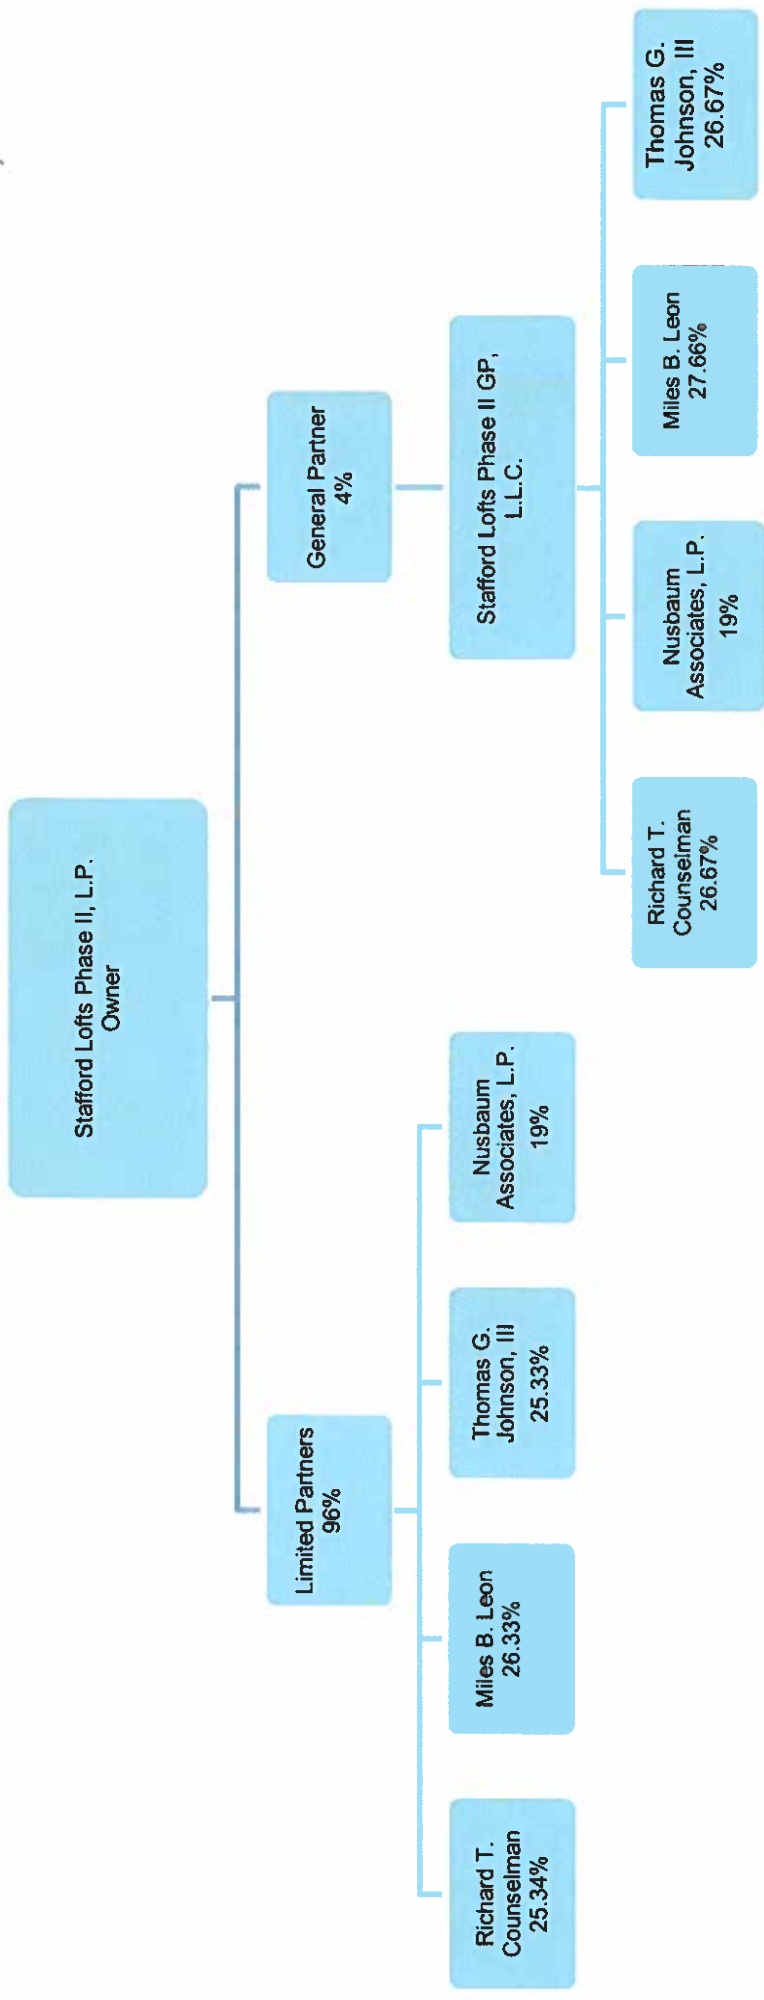 Stafford Lofts Phase II, L.P.
Owner
Limited Partners
96%
General Partner
4%
Richard T.
Counselman
25.34%
Miles B. Leon
26.33%
Thomas G.
Johnson, III
25.33%
Nusbaum
Associates, L.P.
19%
Stafford Lofts Phase II GP,
L.L.C.
Richard T.
Counselman
26.67%
Nusbaum
Associates, L.P.
19%
Miles B. Leon
27.66%
Thomas G.
Johnson, III
26.67%